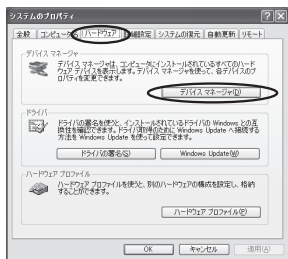 システムのプロパティ
全般 コンピュータ名 ハードウェア 詳細設定 システムの復元 自動更新 リモート
デバイス マネージャ
デバイス マネージャは、コンピュータにインストールされているすべてのハード
ウェア デバイスを表示します。デバイス マネージャを使って、各デバイスのプ
ロパティを変更できます。
デバイス マネージャ(D)
ドライバ
ドライバの署名を使うと、インストールされているドライバの Windows との互
換性を確認できます。ドライバ取得のために Windows Update へ接続する
方法を Windows Update を使って設定できます。
ドライバの署名(S)
Windows Update(W)
ハードウェア プロファイル
ハードウェア プロファイルを使うと、別のハードウェアの構成を設定し、格納
することができます。
ハードウェア プロファイル(P)
OK キャンセル 適用(A)